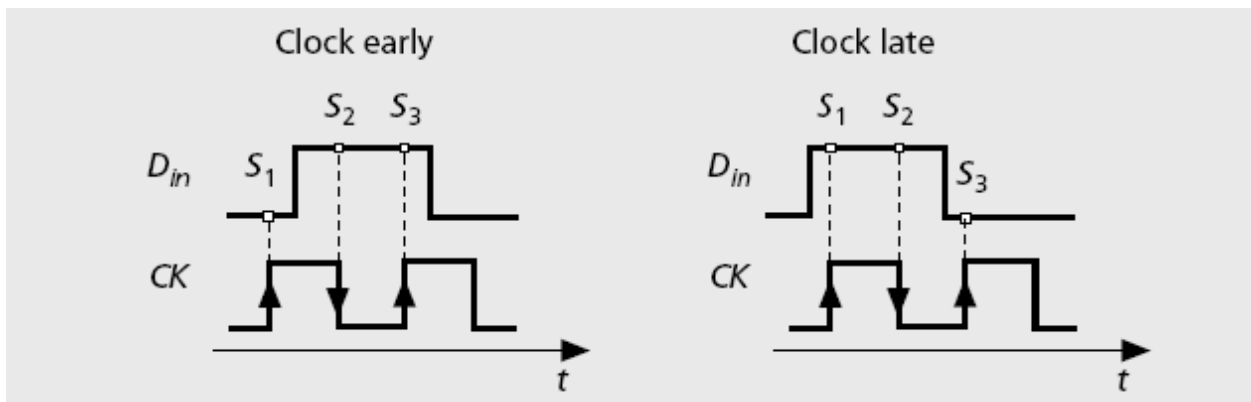 Clock early
S2 S3
Din S1
CK
t
Clock late
S1 S2
Din S3
CK
t